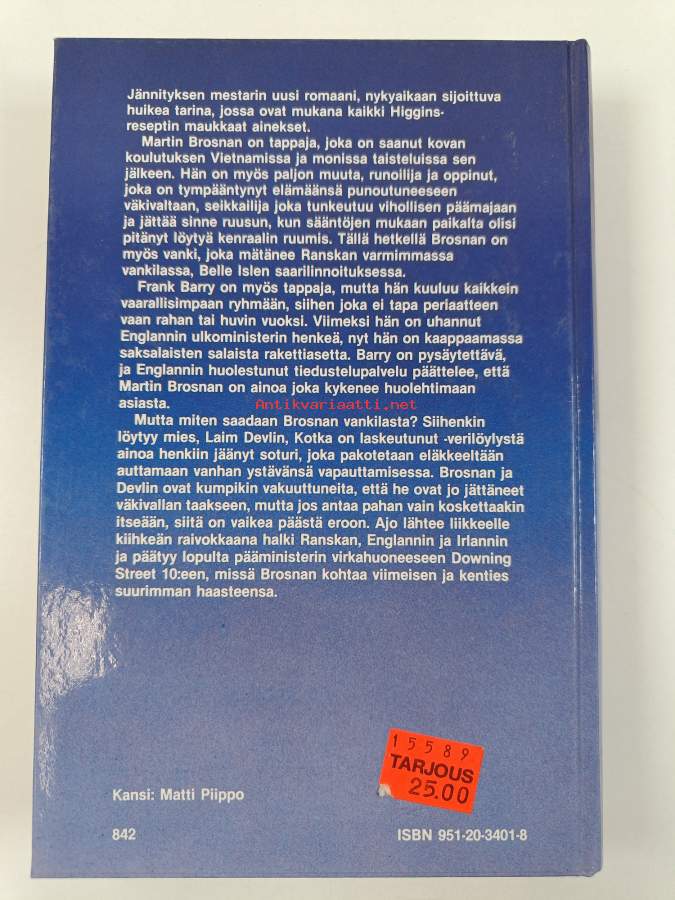 Jännityksen mestarin uusi romaani, nykyaikaan sijoittuva
huikea tarina, jossa ovat mukana kaikki Higgins-
reseptin maukkaat ainekset.
Martin Brosnan on tappaja, joka on saanut kovan
koulutuksen Vietnamissa ja monissa taisteluissa sen
jälkeen. Hän on myös paljon muuta, runoilija ja oppinut,
joka on tympääntynyt elämäänsä punoutuneeseen
väkivaltaan, seikkailija joka tunkeutuu vihollisen päämajaan
ja jättää sinne ruusun, kun sääntöjen mukaan paikalta olisi
pitänyt löytyä kenraalin ruumis. Tällä hetkellä Brosnan on
myös vanki, joka mätänee Ranskan varmimmassa
vankilassa, Belle Islen saarilinnoituksessa.
Frank Barry on myös tappaja, mutta hän kuuluu kaikkein
vaarallisimpaan ryhmään, siihen joka ei tapa periaatteen
vaan rahan tai huvin vuoksi. Viimeksi hän on uhannut
Englannin ulkoministerin henkeä, nyt hän on kaappaamassa
saksalaisten salaista rakettiasetta. Barry on pysäytettävä,
ja Englannin huolestunut tiedustelupalvelu päättelee, että
Martin Brosnan on ainoa joka kykenee huolehtimaan
asiasta.
Antikvariaatti.net
Mutta miten saadaan Brosnan vankilasta? Siihenkin
löytyy mies, Laim Devlin, Kotka on laskeutunut -verilöylystä
ainoa henkiin jäänyt soturi, joka pakotetaan eläkkeeltään
auttamaan vanhan ystävänsä vapauttamisessa. Brosnan ja
Devlin ovat kumpikin vakuuttuneita, että he ovat jo jättäneet
väkivallan taakseen, mutta jos antaa pahan vain koskettaakin
itseään, siitä on vaikea päästä eroon. Ajo lähtee liikkeelle
kiihkeän raivokkaana halki Ranskan, Englannin ja Irlannin
ja päätyy lopulta pääministerin virkahuoneeseen Downing
Street 10:een, missä Brosnan kohtaa viimeisen ja kenties
suurimman haasteensa.
15589
TARJOUS
25.00
Kansi: Matti Piippo
842
ISBN 951-20-3401-8